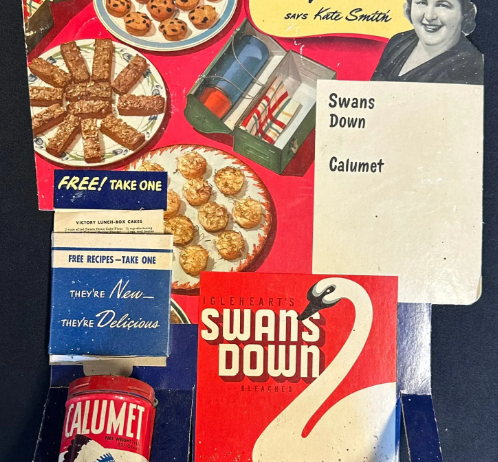 SAYS Kate Smith
Swans
Down
Calumet
FREE! TAKE ONE
VICTORY LUNCH-BOX CAKES
FREE RECIPES—TAKE ONE
THEY'RE New—
THEY'RE Delicious
IGLEHEART'S
SWANS
DOWN
BLEACHED
CALUMET